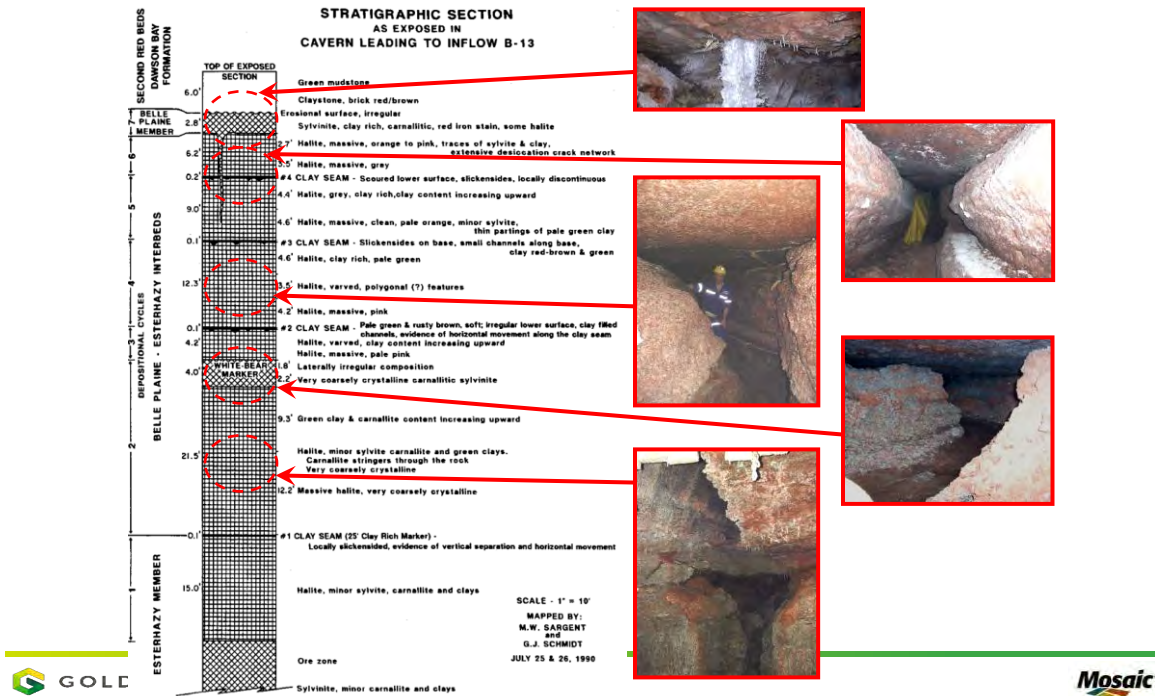 STRATIGRAPHIC SECTION
AS EXPOSED IN
CAVERN LEADING TO INFLOW B-13
SECOND RED BEDS
DAWSON BAY
FORMATION
TOP OF EXPOSED
SECTION
Green mudstone
6.0'
Claystone, brick red/brown
Erosional surface, irregular
BELLE
PLAINE
MEMBER
7
2.8'
Sylvinite, clay rich, carnallitic, red iron stain, some halite
2.7' Halite, massive, orange to pink, traces of sylvite & clay,
extensive desiccation crack network
6
6.2'
3.5' Halite, massive, grey
0.2'
#4 CLAY SEAM - Scoured lower surface, slickensides, locally discontinuous
4.4' Halite, grey, clay rich, clay content increasing upward
5
9.0'
4.6' Halite, massive, clean, pale orange, minor sylvite,
thin partings of pale green clay
0.1'
#3 CLAY SEAM - Slickensides on base, small channels along base,
clay red-brown & green
4.6' Halite, clay rich, pale green
4
12.3'
3.5' Halite, varved, polygonal (?) features
4.2' Halite, massive, pink
0.1'
#2 CLAY SEAM - Pale green & rusty brown, soft; irregular lower surface, clay filled
channels, evidence of horizontal movement along the clay seam
3
4.2'
Halite, varved, clay content increasing upward
Halite, massive, pale pink
4.0'
WHITE-BEAR
MARKER
1.8' Laterally irregular composition
2.2' Very coarsely crystalline carnallitic sylvinite
DEPOSITIONAL CYCLES
BELLE PLAINE - ESTERHAZY INTERBEDS
9.3' Green clay & carnallite content increasing upward
2
21.5'
Halite, minor sylvite carnallite and green clays.
Carnallite stringers through the rock
Very coarsely crystalline
12.2' Massive halite, very coarsely crystalline
0.1'
#1 CLAY SEAM (25' Clay Rich Marker) -
Locally slickensided, evidence of vertical separation and horizontal movement
1
15.0'
Halite, minor sylvite, carnallite and clays
ESTERHAZY MEMBER
Ore zone
Sylvinite, minor carnallite and clays
SCALE - 1" = 10'
MAPPED BY:
M.W. SARGENT
and
G.J. SCHMIDT
JULY 25 & 26, 1990
GOLD
Mosaic